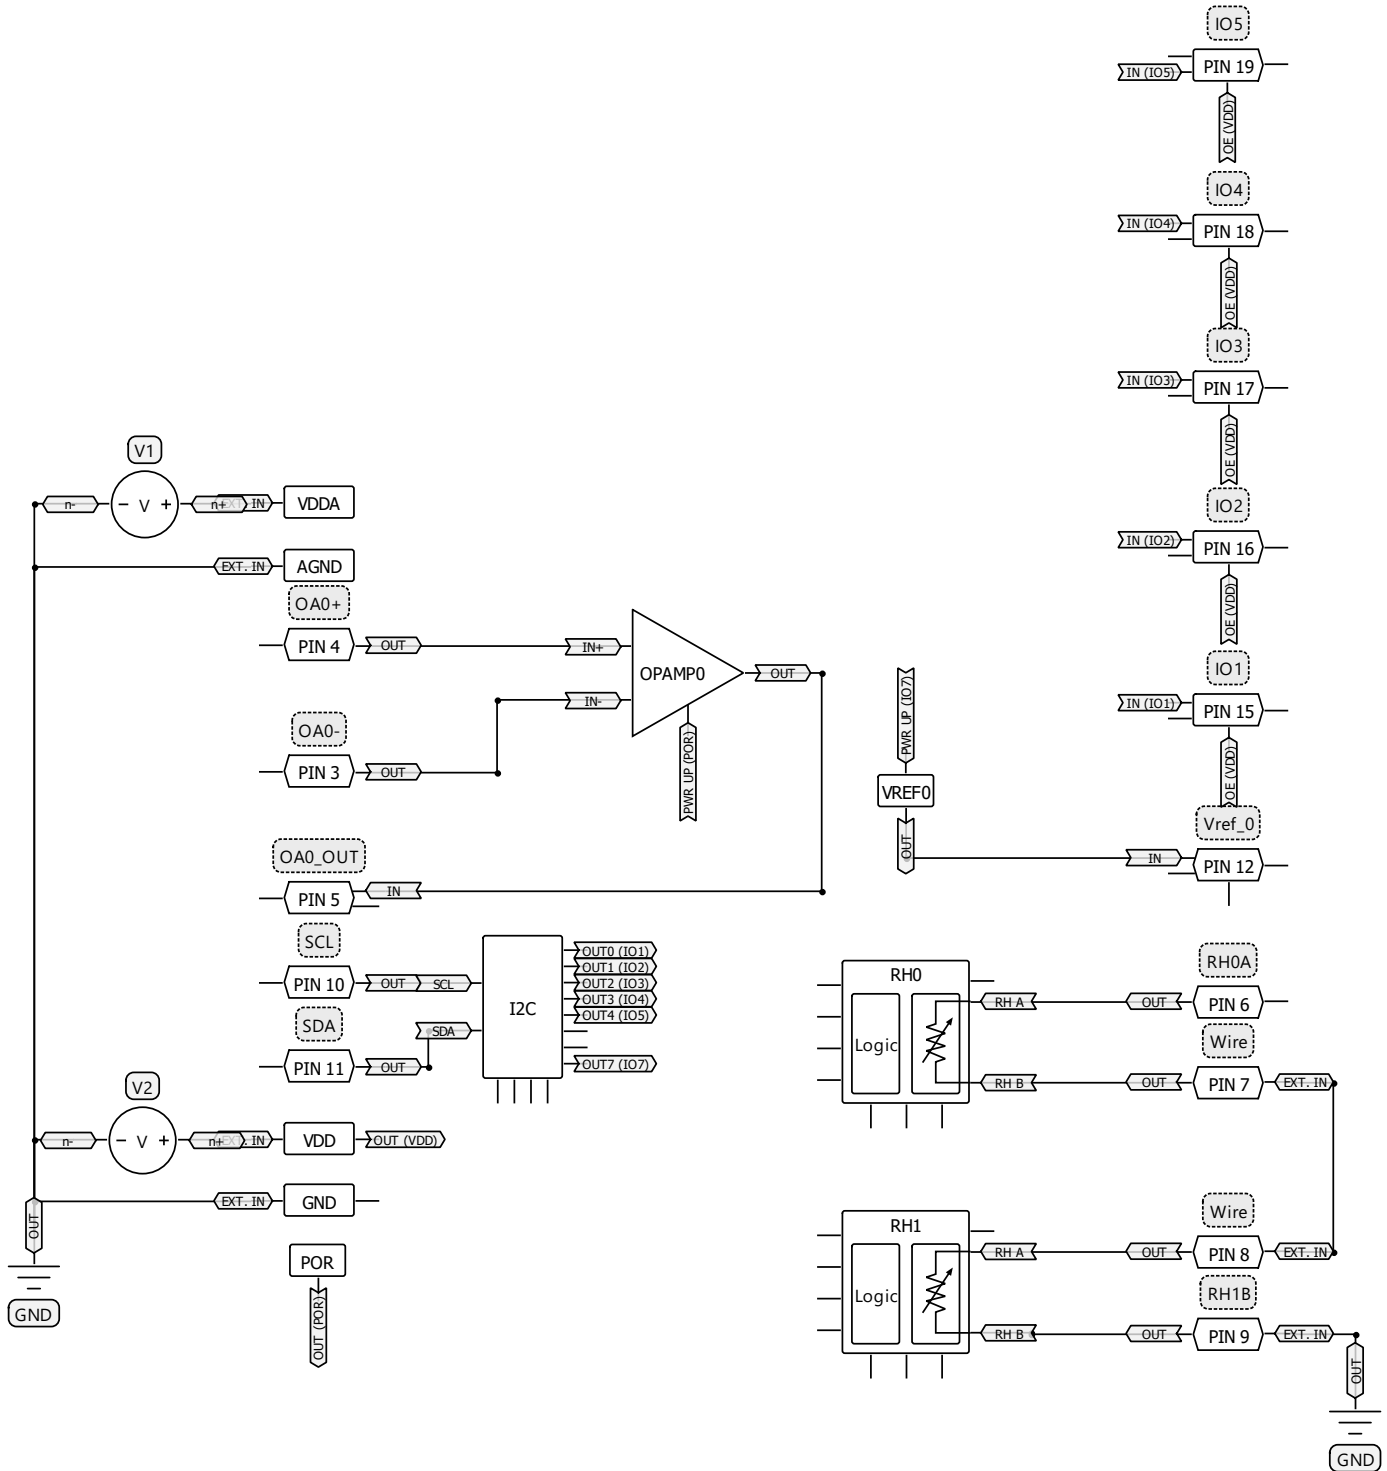 IO5
PIN 19
IN (IO5)
OE (VDD)
IO4
IN (IO4)
PIN 18
OE (VDD)
IO3
IN (IO3)
PIN 17
OE (VDD)
V1
n-
- V +
n+
EXT. IN
VDDA
IO2
IN (IO2)
PIN 16
OE (VDD)
EXT. IN
AGND
OA0+
PIN 4
OUT
IN+
OPAMP0
OUT
IN-
PWR UP (POR)
OA0-
PIN 3
OUT
PWR UP (IO7)
VREF0
OUT
IO1
IN (IO1)
PIN 15
OE (VDD)
Vref_0
IN
PIN 12
OA0_OUT
PIN 5
IN
SCL
PIN 10
OUT
SCL
SDA
PIN 11
OUT
SDA
I2C
OUT0 (IO1)
OUT1 (IO2)
OUT2 (IO3)
OUT3 (IO4)
OUT4 (IO5)
OUT7 (IO7)
RH0
Logic
RH A
OUT
RH0A
PIN 6
RH B
OUT
Wire
PIN 7
EXT. IN
V2
n-
- V +
n+
EXT. IN
VDD
OUT (VDD)
EXT. IN
GND
OUT
GND
POR
OUT (POR)
RH1
Logic
RH A
OUT
Wire
PIN 8
EXT. IN
RH B
OUT
RH1B
PIN 9
EXT. IN
OUT
GND